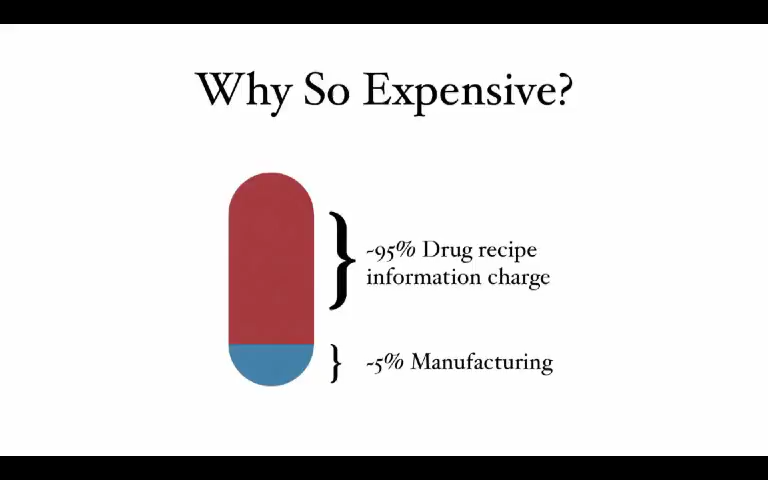 Why So Expensive?
~95% Drug recipe
information charge
~5% Manufacturing